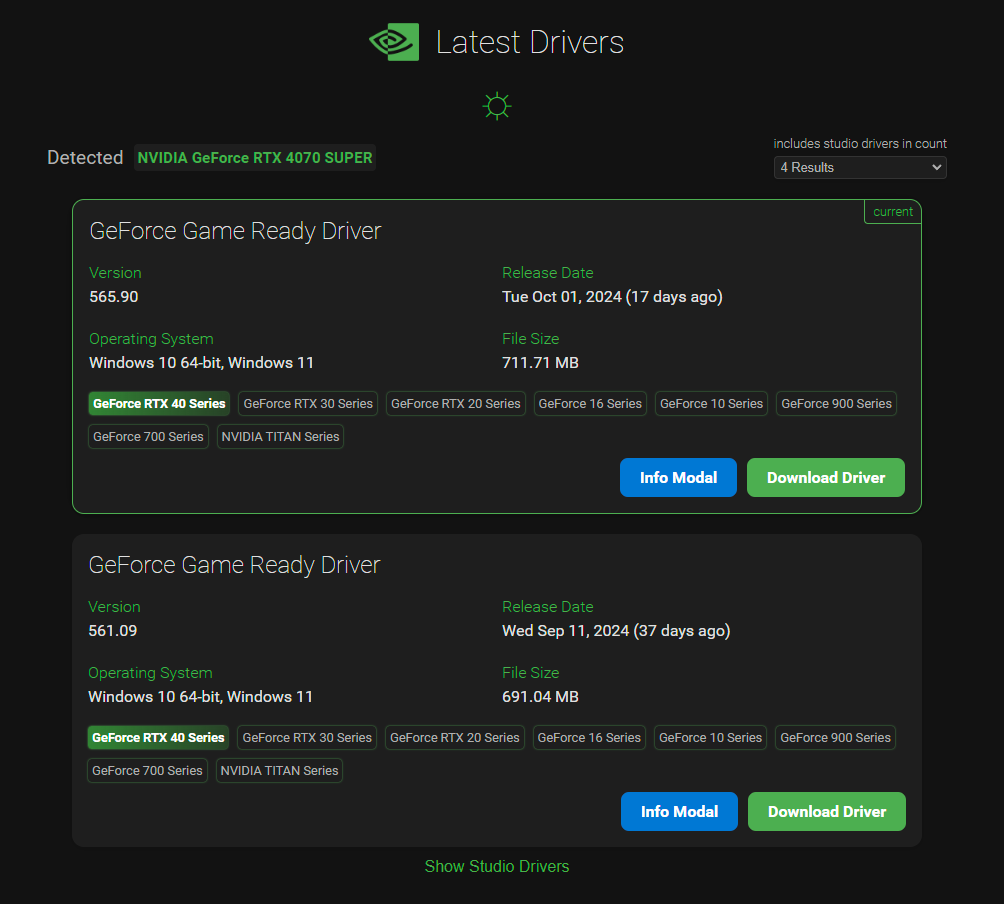 Latest Drivers
Detected NVIDIA GeForce RTX 4070 SUPER
includes studio drivers in count
4 Results
current
GeForce Game Ready Driver
Version
565.90
Release Date
Tue Oct 01, 2024 (17 days ago)
Operating System
Windows 10 64-bit, Windows 11
File Size
711.71 MB
GeForce RTX 40 Series GeForce RTX 30 Series GeForce RTX 20 Series GeForce 16 Series GeForce 10 Series GeForce 900 Series
GeForce 700 Series NVIDIA TITAN Series
Info Modal Download Driver
GeForce Game Ready Driver
Version
561.09
Release Date
Wed Sep 11, 2024 (37 days ago)
Operating System
Windows 10 64-bit, Windows 11
File Size
691.04 MB
GeForce RTX 40 Series GeForce RTX 30 Series GeForce RTX 20 Series GeForce 16 Series GeForce 10 Series GeForce 900 Series
GeForce 700 Series NVIDIA TITAN Series
Info Modal Download Driver
Show Studio Drivers